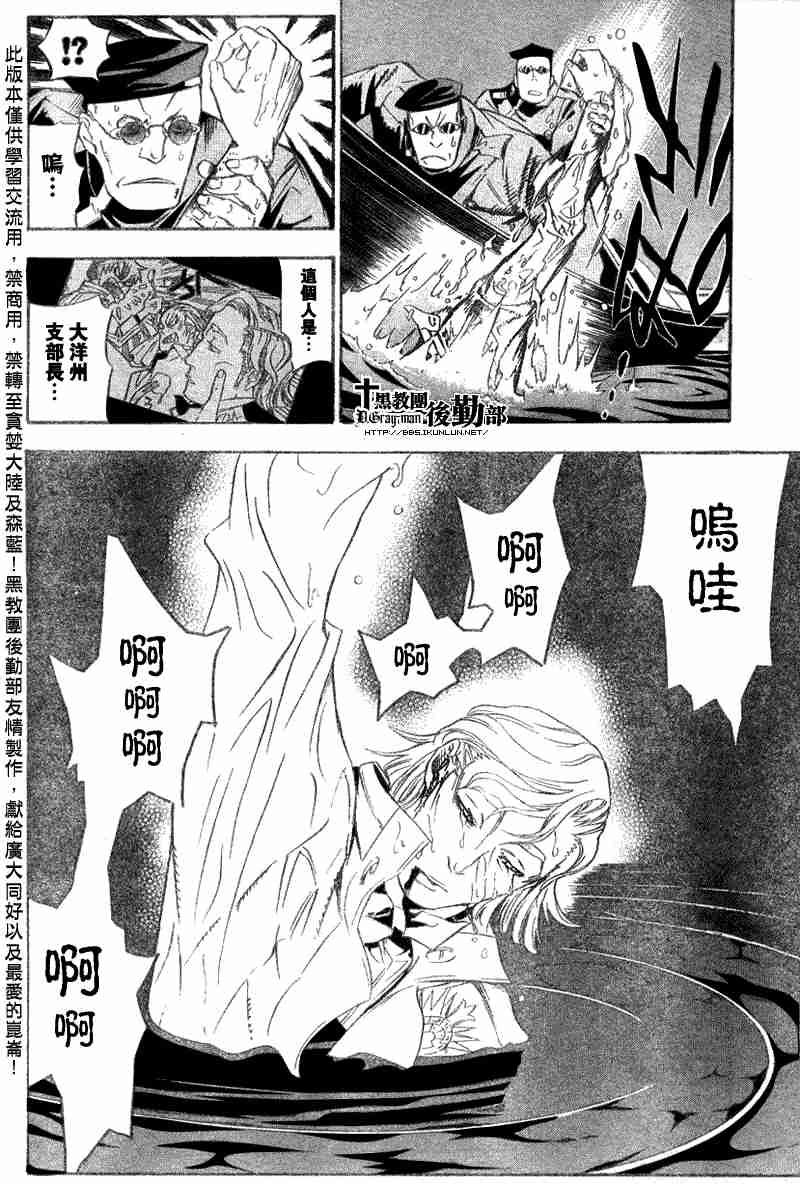 !?
嗚…
這個人是…
大洋州
支部長…
黑教團
D.Gray-man
後勤部
HTTP://BBS.IKUNLUN.NET/
嗚哇
啊
啊
啊
啊
啊
啊
啊
啊
此版本僅供學習交流用，禁商用，禁轉至貪婪大陸及森藍！黑教團後勤部友情製作，獻給廣大同好以及最愛的崑崙！